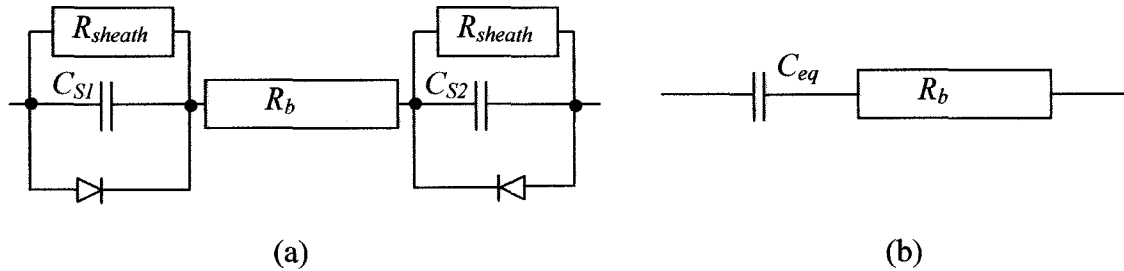 R_sheath R_sheath
C_S1 C_S2 C_eq
R_b R_b
(a) (b)